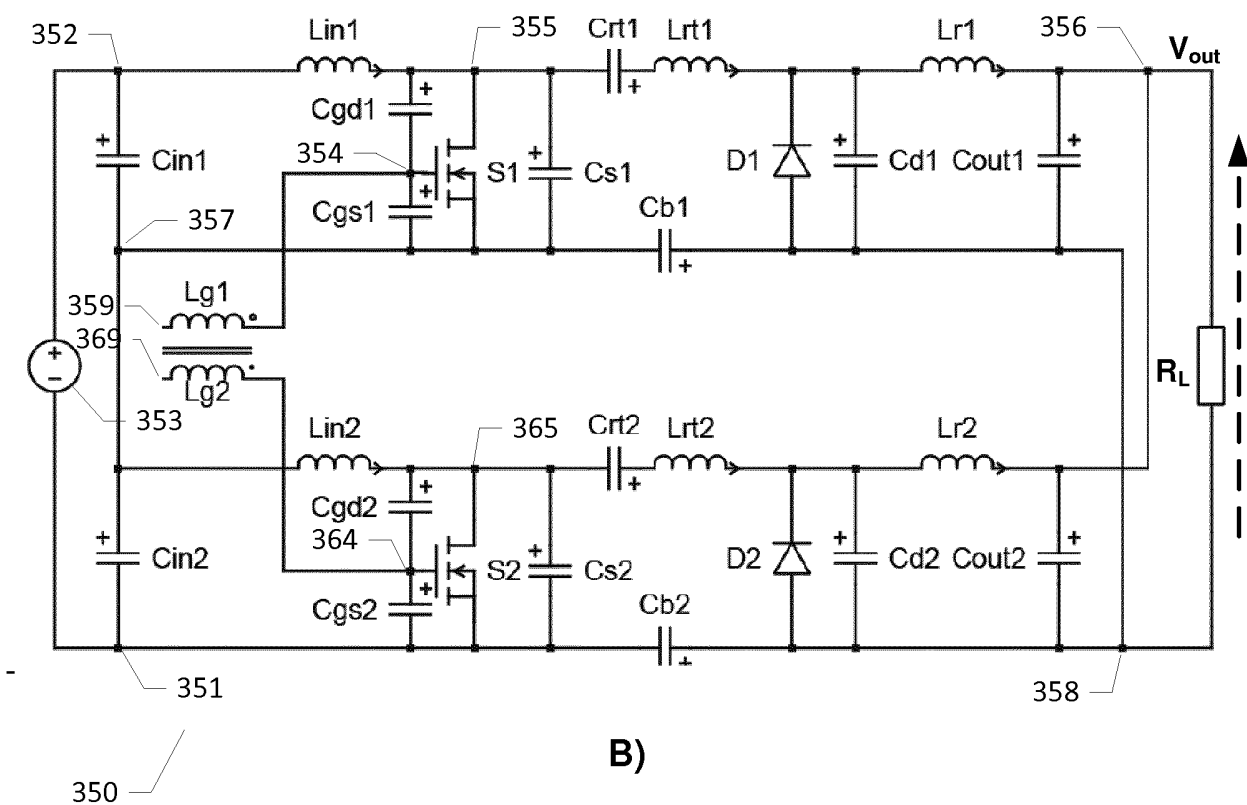 352
Lin1
355
Crt1
Lrt1
Lr1
356
Vout
+
+
Cgd1
+
Cin1
354
S1
+
Cs1
D1
+
Cd1
Cout1
+
+
Cgs1
357
Cb1
+
Lg1
359
369
Lg2
+
−
353
RL
Lin2
365
Crt2
Lrt2
Lr2
+
+
Cgd2
+
Cin2
364
S2
+
Cs2
D2
+
Cd2
Cout2
+
+
Cgs2
Cb2
+
-
351
358
B)
350